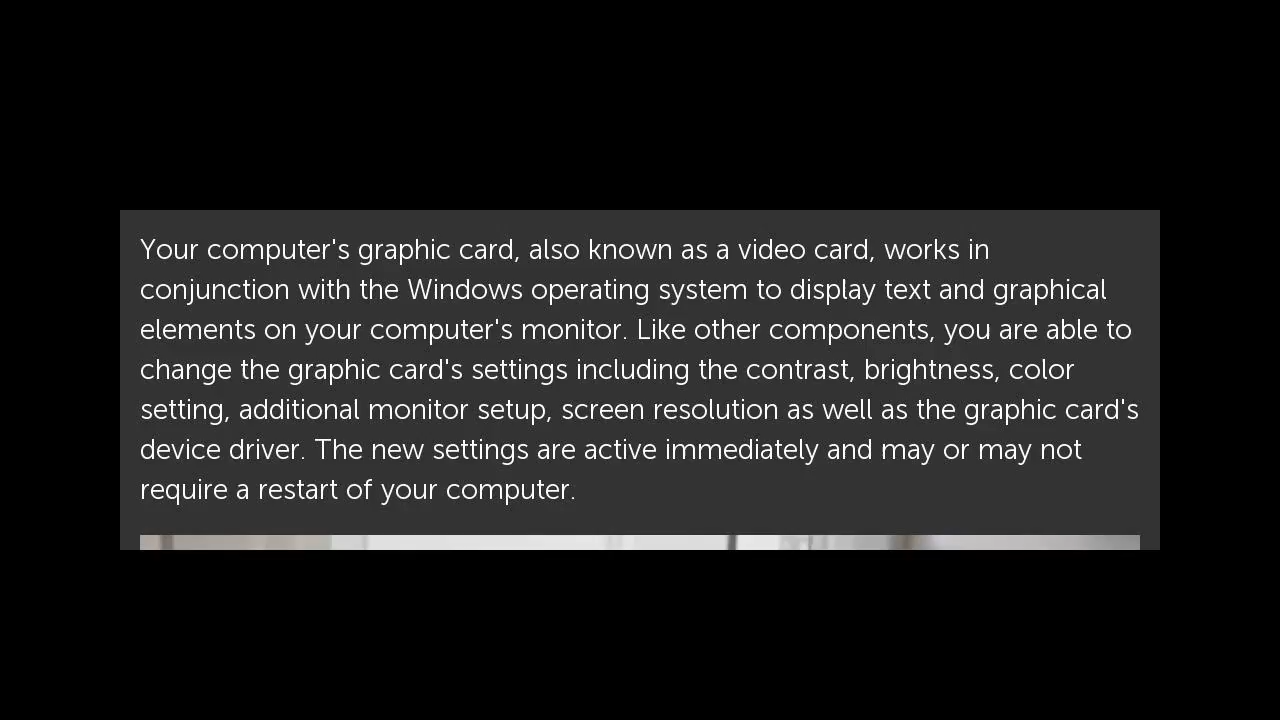 Your computer's graphic card, also known as a video card, works in
conjunction with the Windows operating system to display text and graphical
elements on your computer's monitor. Like other components, you are able to
change the graphic card's settings including the contrast, brightness, color
setting, additional monitor setup, screen resolution as well as the graphic card's
device driver. The new settings are active immediately and may or may not
require a restart of your computer.